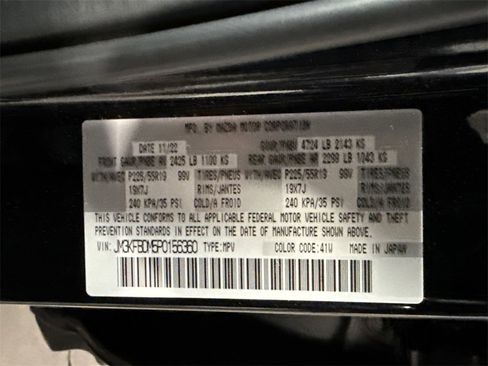 MFD. BY MAZDA MOTOR CORPORATION
DATE 11/22 GVWR/PNBV 4724 LB 2143 KG
FRONT GAWR/PNBE AV 2425 LB 1100 KG REAR GAWR/PNBE AR 2299 LB 1043 KG
WITH/AVEC P225/55R19 99V TIRES/PNEUS WITH/AVEC P225/55R19 99V TIRES/PNEUS
19X7J RIMS/JANTES 19X7J RIMS/JANTES
240 KPA/35 PSI COLD/A FROID 240 KPA/35 PSI COLD/A FROID
THIS VEHICLE CONFORMS TO ALL APPLICABLE FEDERAL MOTOR VEHICLE SAFETY AND THEFT
PREVENTION STANDARDS IN EFFECT ON THE DATE OF MANUFACTURE SHOWN ABOVE.
VIN: JM3KFBDM5P0156360 TYPE: MPV COLOR CODE: 41W MADE IN JAPAN